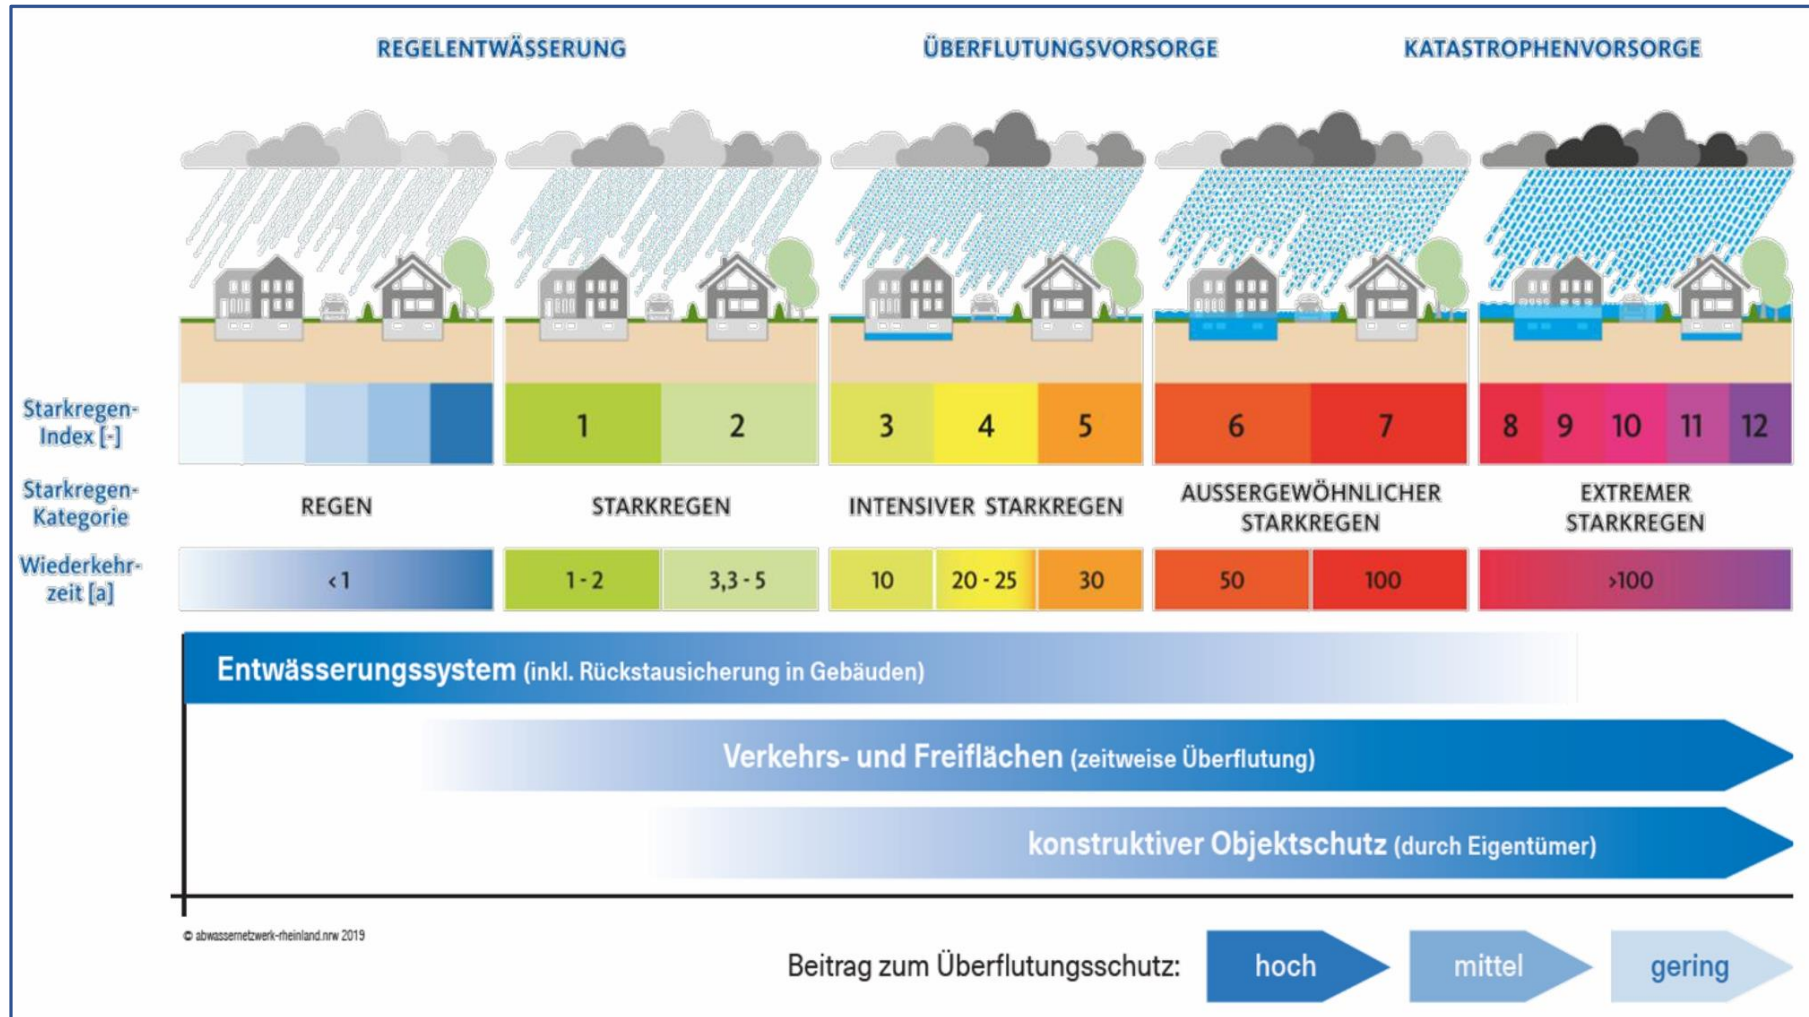 REGELENTWÄSSERUNG
ÜBERFLUTUNGSVORSORGE
KATASTROPHENVORSORGE
Starkregen-
Index [-]
1
2
3
4
5
6
7
8
9
10
11
12
Starkregen-
Kategorie
REGEN
STARKREGEN
INTENSIVER STARKREGEN
AUSSERGEWÖHNLICHER
STARKREGEN
EXTREMER
STARKREGEN
Wiederkehr-
zeit [a]
<1
1 - 2
3,3 - 5
10
20 - 25
30
50
100
>100
Entwässerungssystem (inkl. Rückstausicherung in Gebäuden)
Verkehrs- und Freiflächen (zeitweise Überflutung)
konstruktiver Objektschutz (durch Eigentümer)
© abwassernetzwerk-rheinland.nrw 2019
Beitrag zum Überflutungsschutz:
hoch
mittel
gering